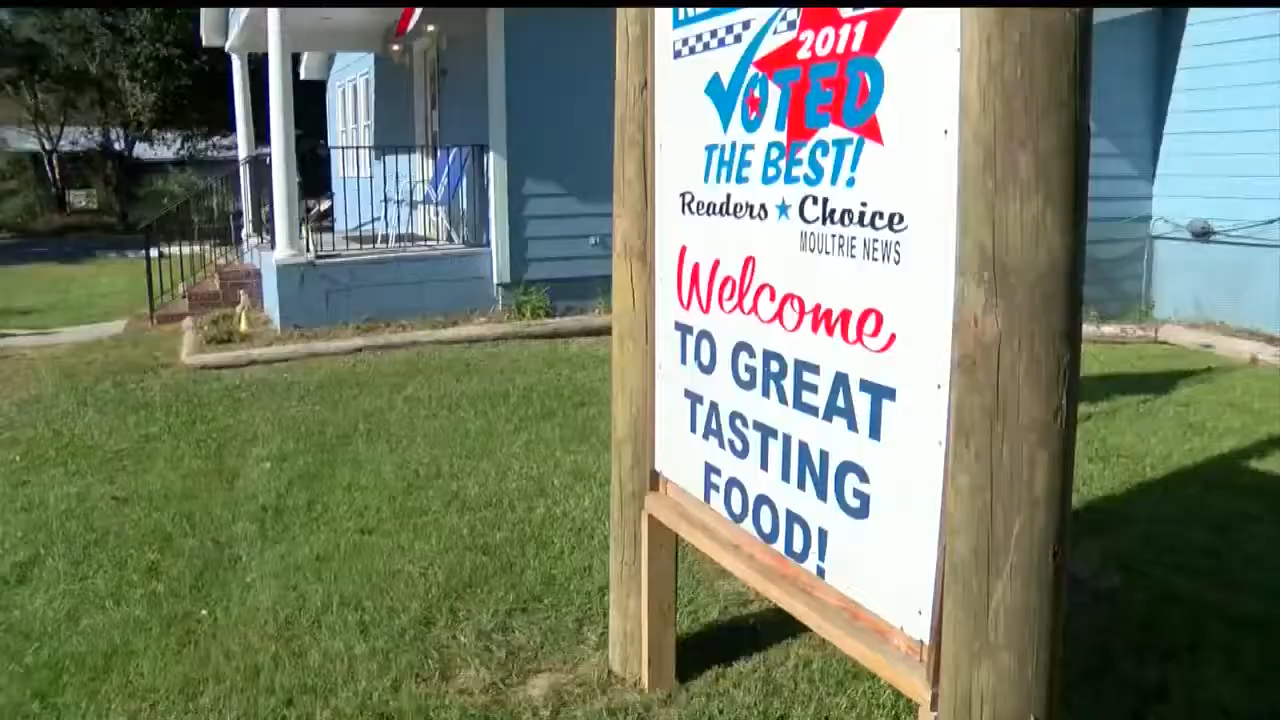 2011
VOTED
THE BEST!
Readers Choice
MOULTRIE NEWS
Welcome
TO GREAT
TASTING
FOOD!